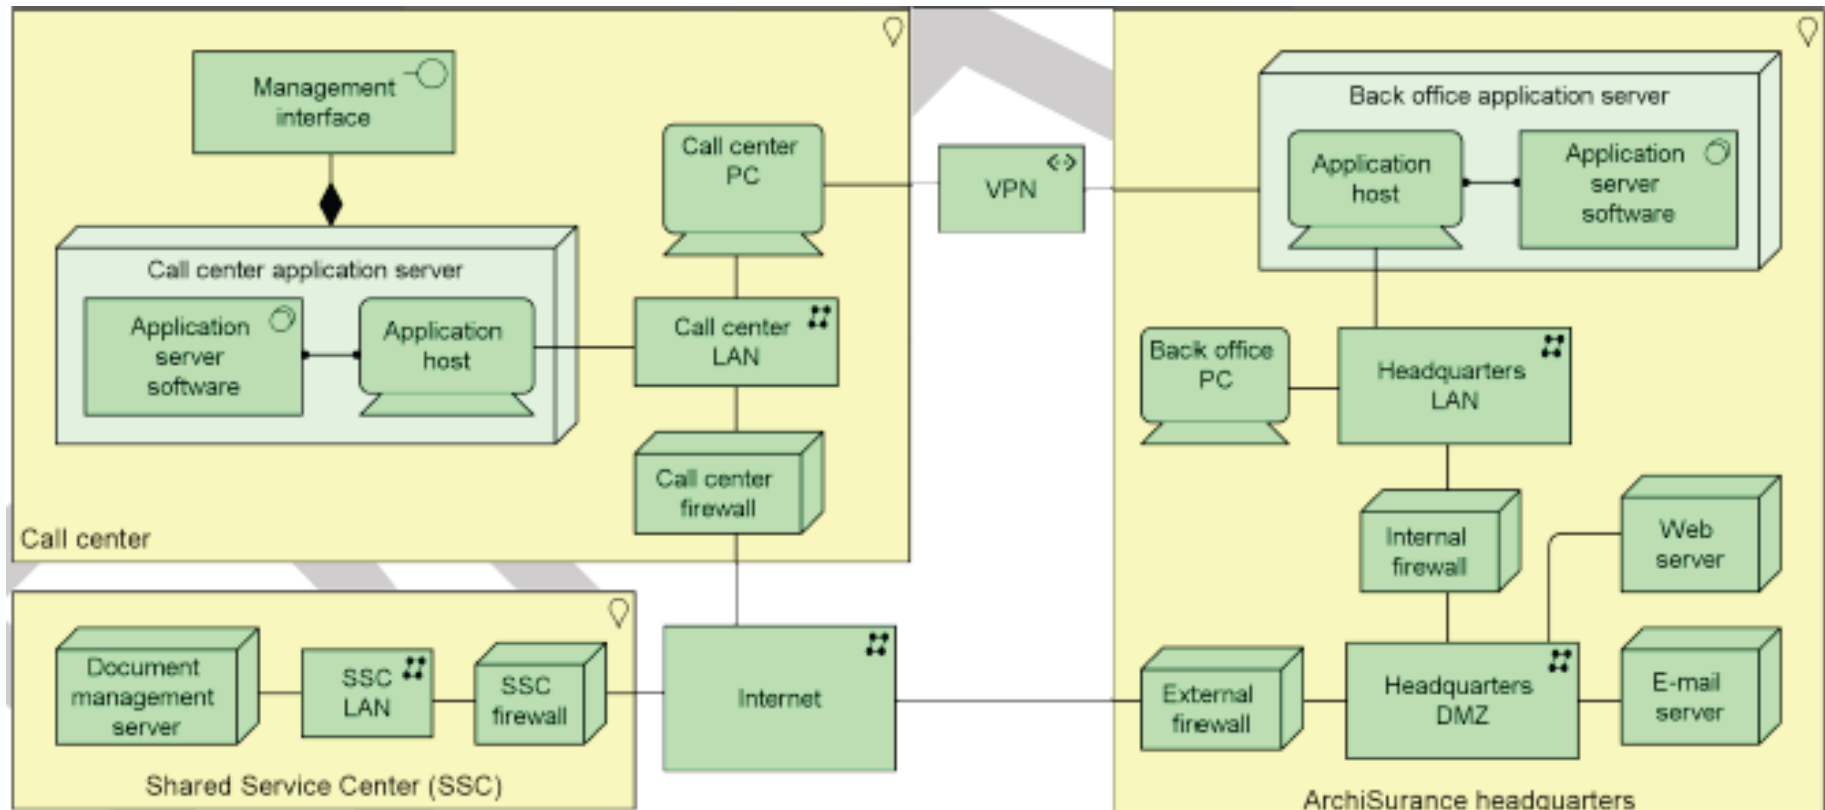 Management
interface
Call center
PC
Call center application server
Application
server
software
Application
host
Call center
LAN
Call center
firewall
Call center
VPN
Back office application server
Application
host
Application
server
software
Back office
PC
Headquarters
LAN
Internal
firewall
Web
server
External
firewall
Headquarters
DMZ
E-mail
server
ArchiSurance headquarters
Document
management
server
SSC
LAN
SSC
firewall
Shared Service Center (SSC)
Internet